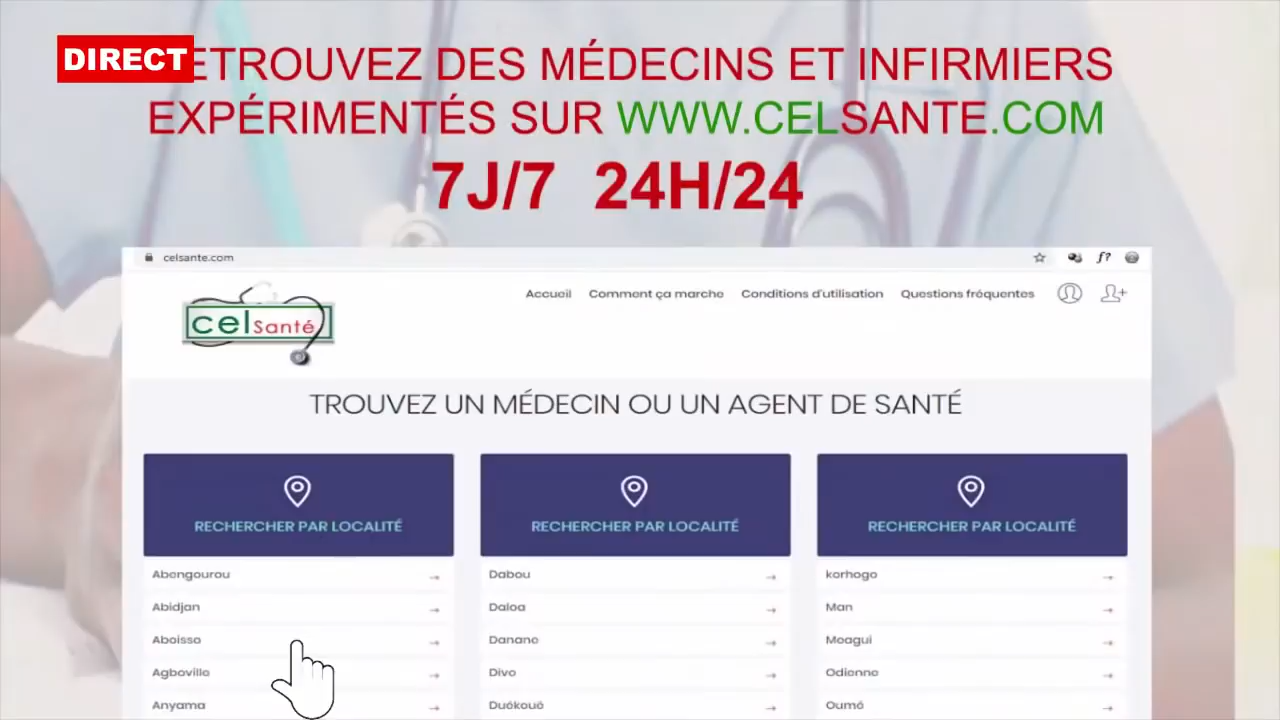 DIRECT
ETROUVEZ DES MÉDECINS ET INFIRMIERS
EXPÉRIMENTÉS SUR WWW.CELSANTE.COM
7J/7 24H/24
celsante.com
f?
cel Santé
Accueil Comment ça marche Conditions d'utilisation Questions fréquentes
TROUVEZ UN MÉDECIN OU UN AGENT DE SANTÉ
RECHERCHER PAR LOCALITÉ RECHERCHER PAR LOCALITÉ RECHERCHER PAR LOCALITÉ
Abengourou Dabou korhogo
Abidjan Daloa Man
Aboisso Danane Meagui
Agboville Divo Odienne
Anyama Duékoué Oumé